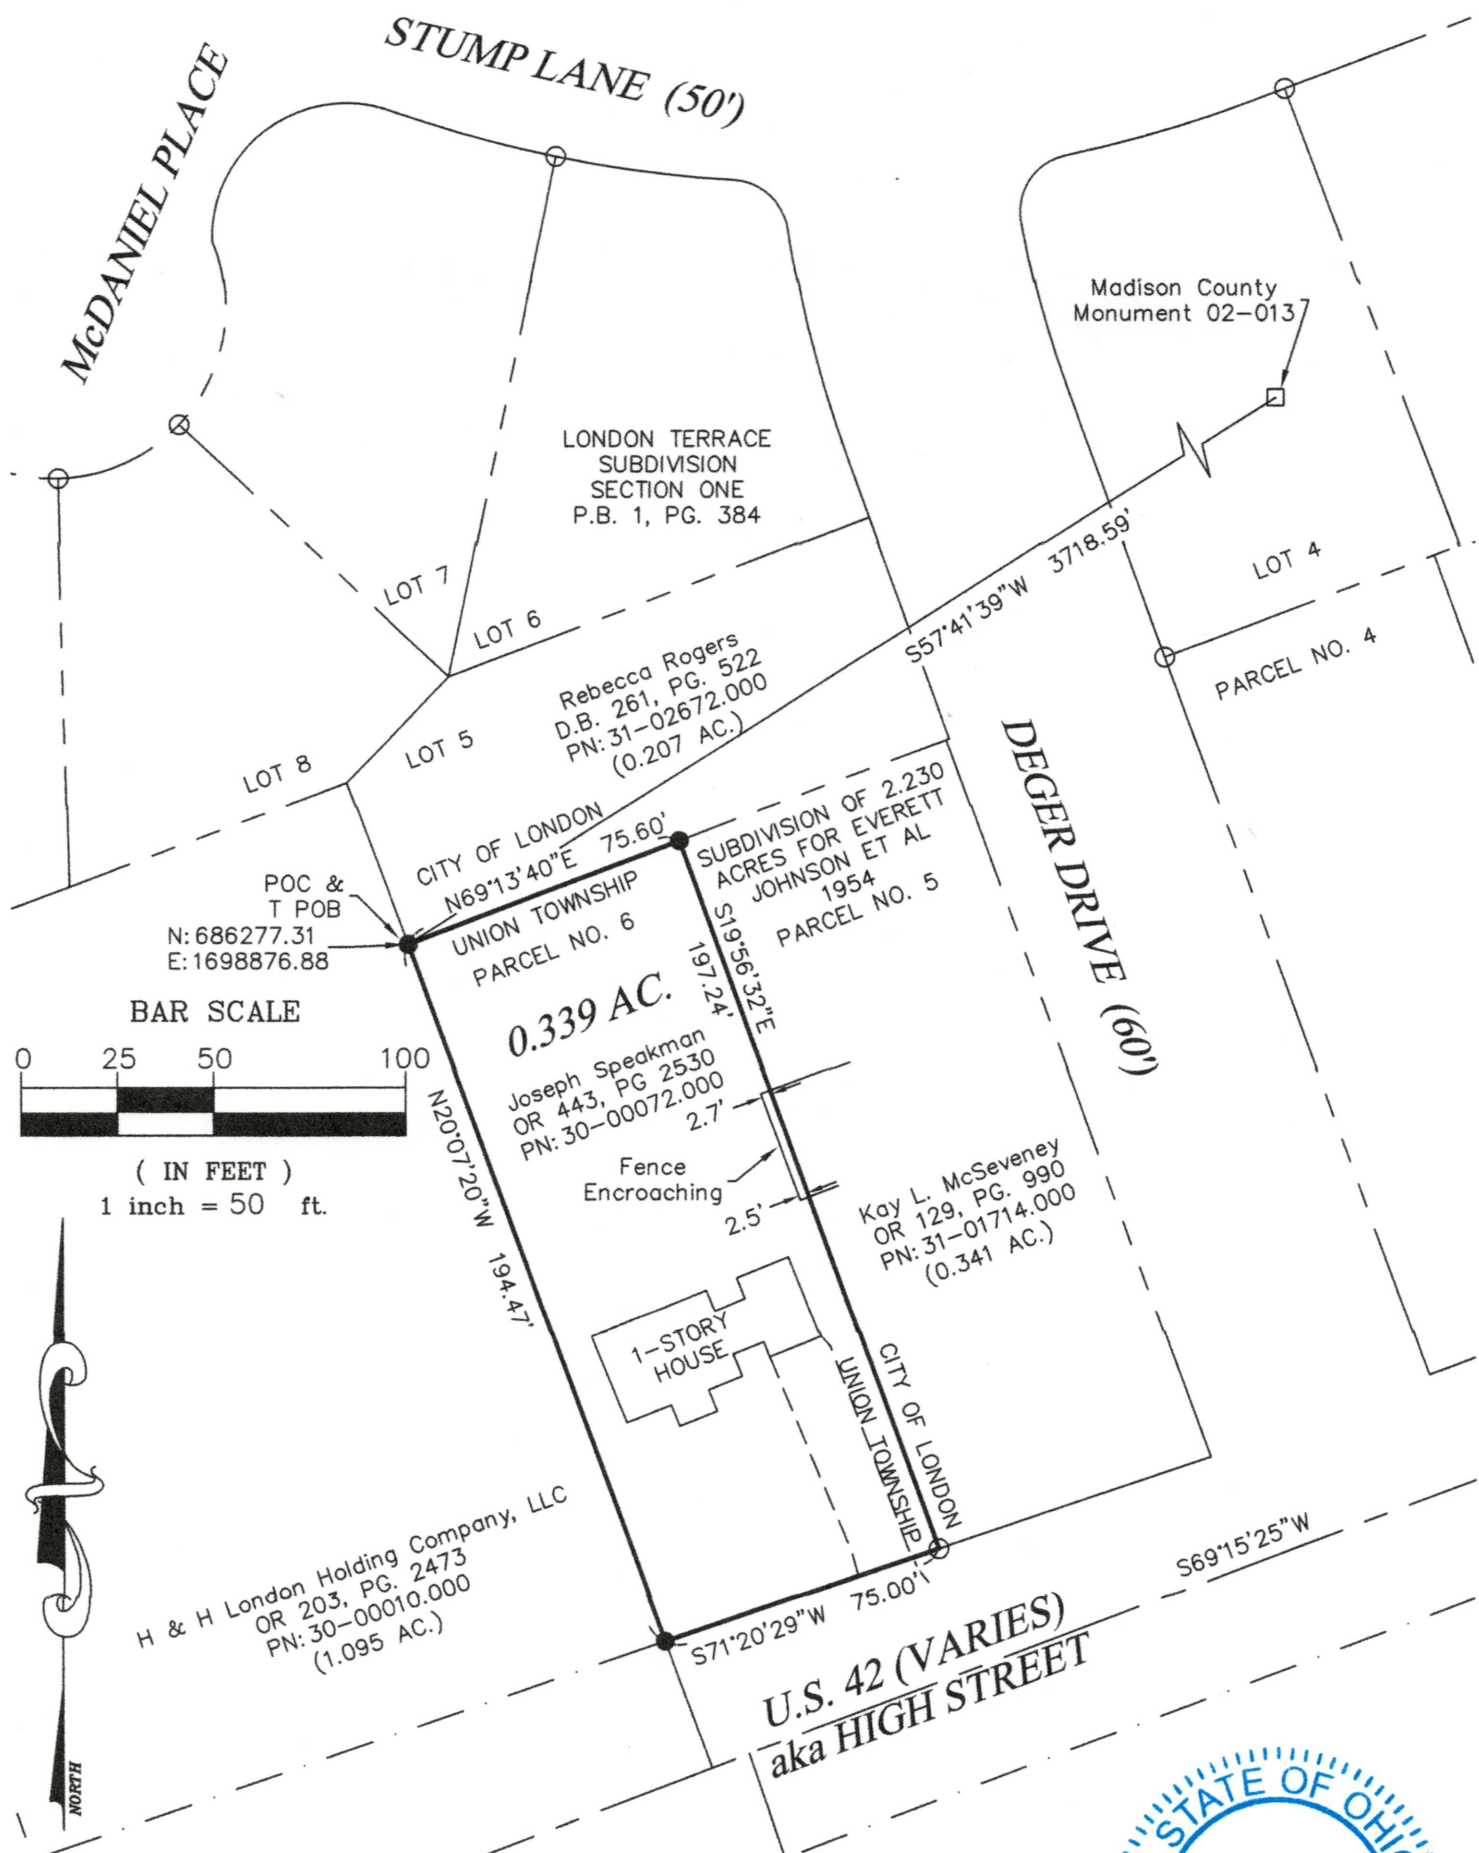 STUMP LANE (50')
McDANIEL PLACE
Madison County
Monument 02-013
LONDON TERRACE
SUBDIVISION
SECTION ONE
P.B. 1, PG. 384
S57°41'39"W 3718.59'
LOT 4
LOT 7
LOT 6
PARCEL NO. 4
Rebecca Rogers
D.B. 261, PG. 522
PN: 31-02672.000
(0.207 AC.)
LOT 5
LOT 8
DEGER DRIVE (60')
CITY OF LONDON
N69°13'40"E 75.60'
UNION TOWNSHIP
PARCEL NO. 6
SUBDIVISION OF 2.230
ACRES FOR EVERETT
JOHNSON ET AL
1954
PARCEL NO. 5
POC &
T POB
N: 686277.31
E: 1698876.88
S19°56'32"E
197.24'
0.339 AC.
BAR SCALE
0 25 50 100
( IN FEET )
1 inch = 50 ft.
Joseph Speakman
OR 443, PG 2530
PN: 30-00072.000
N20°07'20"W 194.47'
2.7'
Fence
Encroaching
2.5'
Kay L. McSeveney
OR 129, PG. 990
PN: 31-01714.000
(0.341 AC.)
1-STORY
HOUSE
CITY OF LONDON
UNION TOWNSHIP
H & H London Holding Company, LLC
OR 203, PG. 2473
PN: 30-00010.000
(1.095 AC.)
S71°20'29"W 75.00'
S69°15'25"W
U.S. 42 (VARIES)
aka HIGH STREET
NORTH
STATE OF OHIO